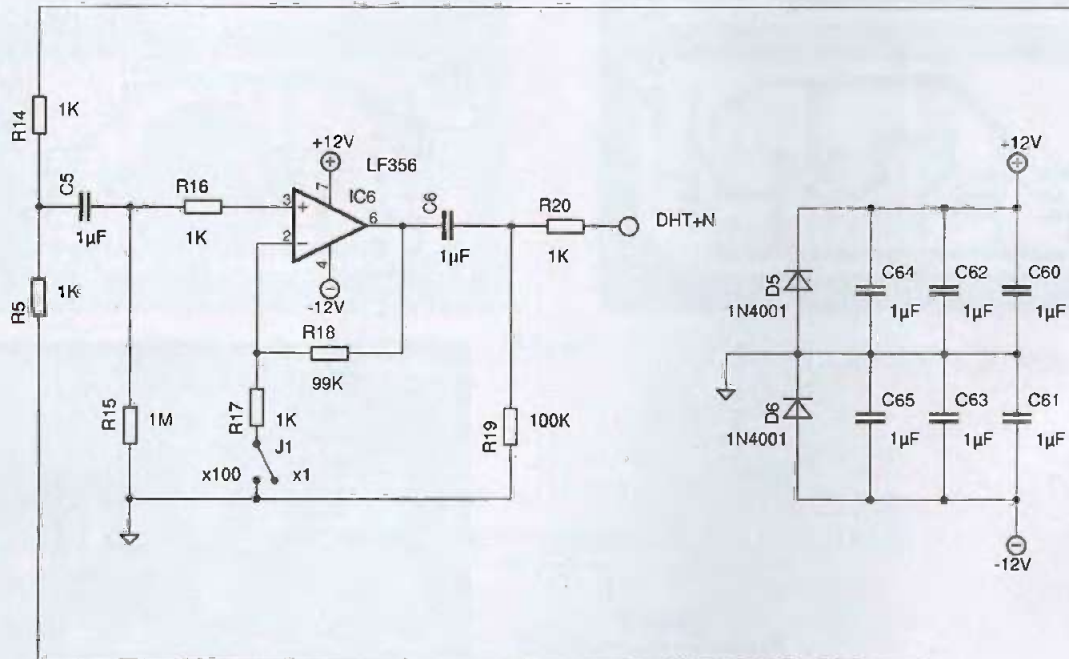 R14
1K
C5
1µF
R16
1K
R5
1K
R15
1M
+12V
LF356
IC6
3
2
7
6
4
+
−
-12V
R18
99K
R17
1K
J1
x100
x1
C6
1µF
R19
100K
R20
1K
DHT+N
+12V
D5
1N4001
C64
1µF
C62
1µF
C60
1µF
D6
1N4001
C65
1µF
C63
1µF
C61
1µF
-12V